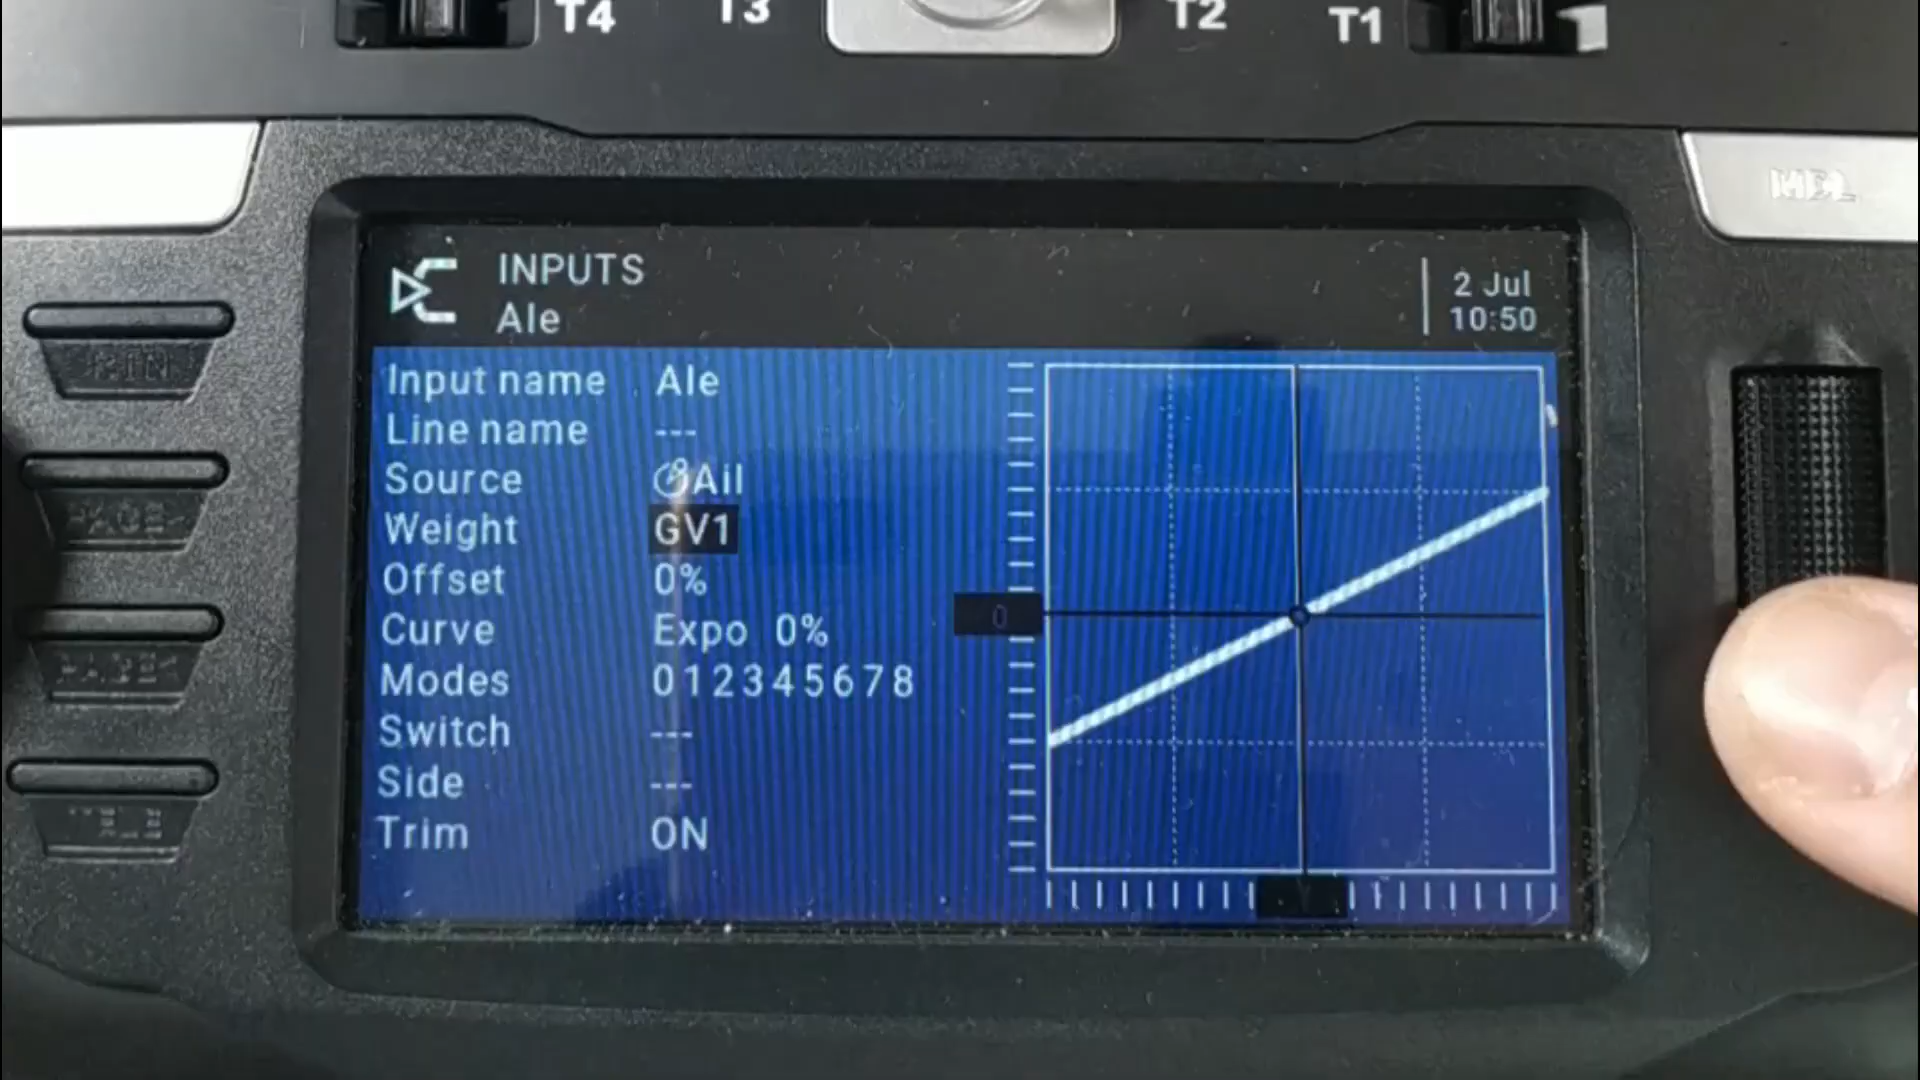 T4
T3
T2
T1
MDL
INPUTS
Ale
2 Jul
10:50
Input name Ale
Line name ---
Source Ail
Weight GV1
Offset 0%
Curve Expo 0%
Modes 012345678
Switch ---
Side ---
Trim ON
0